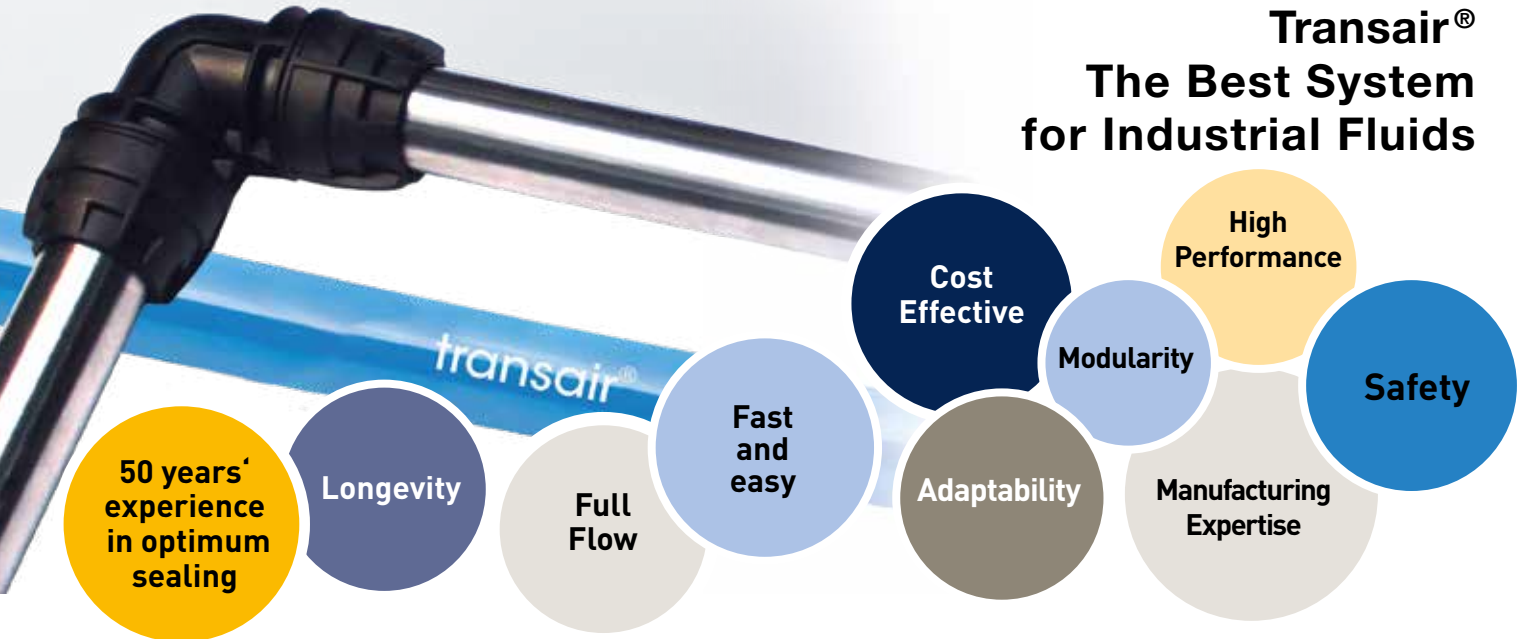 Transair®
The Best System
for Industrial Fluids
transair®
50 years‘
experience
in optimum
sealing
Longevity
Full
Flow
Fast
and
easy
Cost
Effective
Adaptability
Modularity
High
Performance
Manufacturing
Expertise
Safety